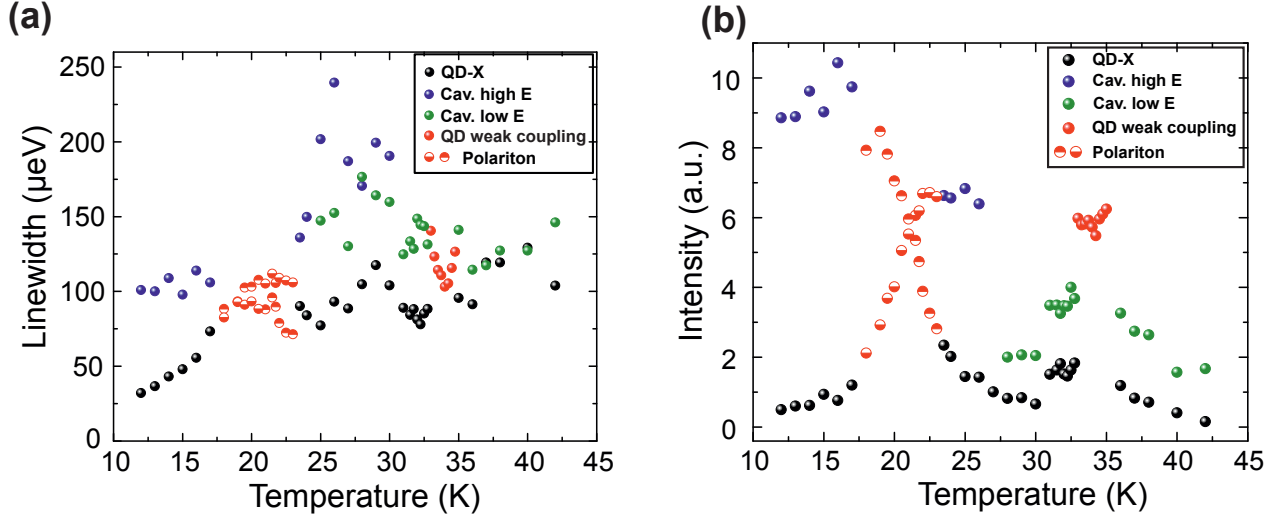 (a)
250
200
150
100
50
0
10 15 20 25 30 35 40 45
Linewidth (μeV)
Temperature (K)
QD-X
Cav. high E
Cav. low E
QD weak coupling
Polariton
(b)
10
8
6
4
2
0
10 15 20 25 30 35 40 45
Intensity (a.u.)
Temperature (K)
QD-X
Cav. high E
Cav. low E
QD weak coupling
Polariton